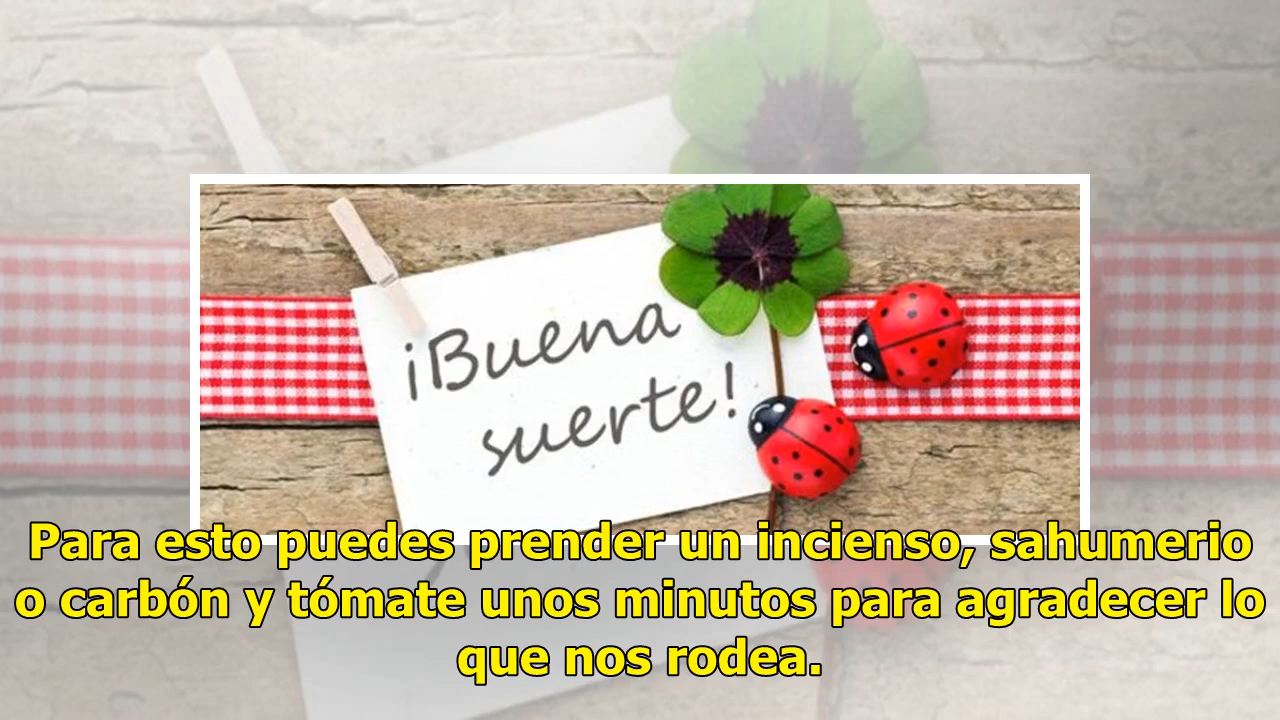 ¡Buena
suerte!
Para esto puedes prender un incienso, sahumerio
o carbón y tómate unos minutos para agradecer lo
que nos rodea.